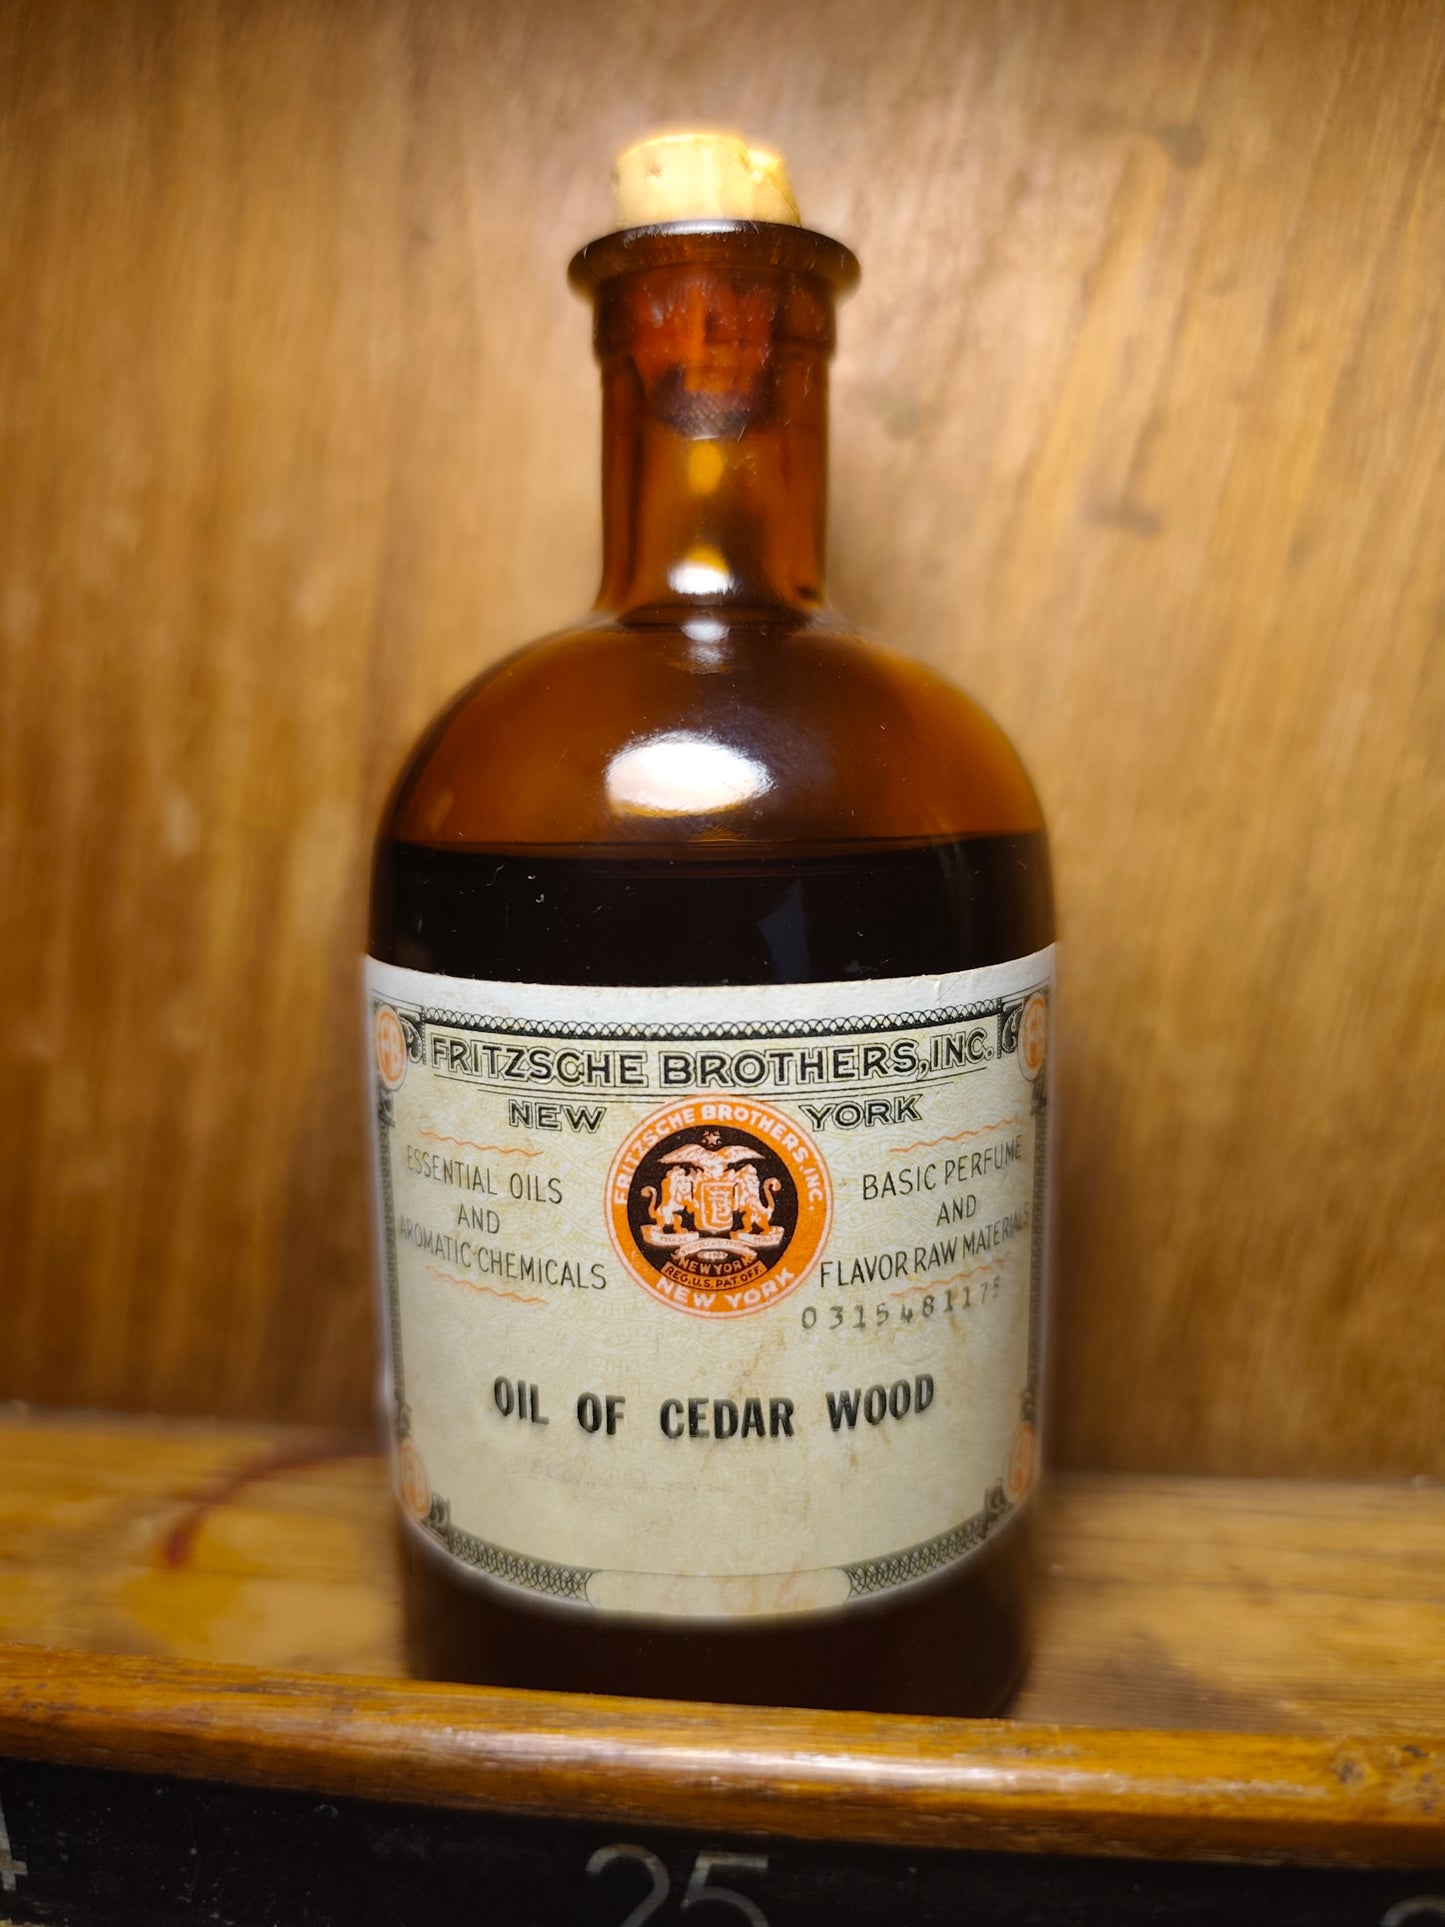 FRITZSCHE BROTHERS, INC.
NEW YORK
ESSENTIAL OILS
AND
AROMATIC CHEMICALS
FRITZSCHE BROTHERS, INC.
FB
NEW YORK
REG. U.S. PAT. OFF.
NEW YORK
BASIC PERFUME
AND
FLAVOR RAW MATERIALS
OIL OF CEDAR WOOD
25